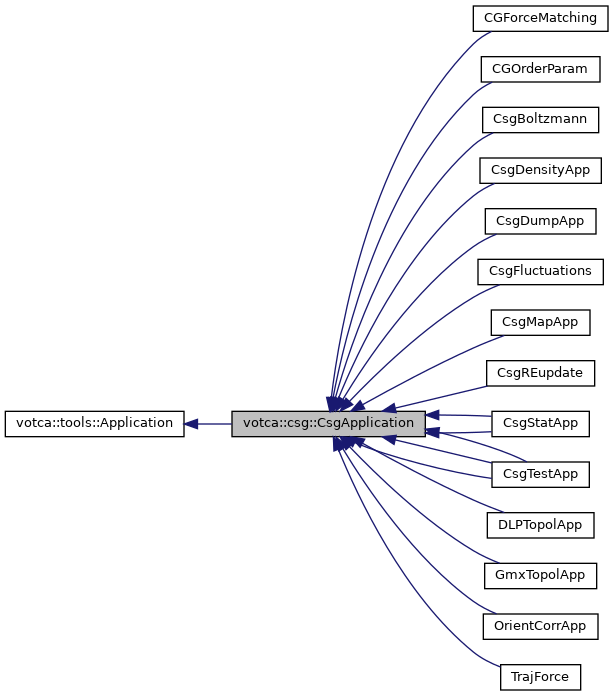 CGForceMatching
CGOrderParam
CsgBoltzmann
CsgDensityApp
CsgDumpApp
CsgFluctuations
CsgMapApp
CsgREupdate
votca::tools::Application
votca::csg::CsgApplication
CsgStatApp
CsgTestApp
DLPTopolApp
GmxTopolApp
OrientCorrApp
TrajForce